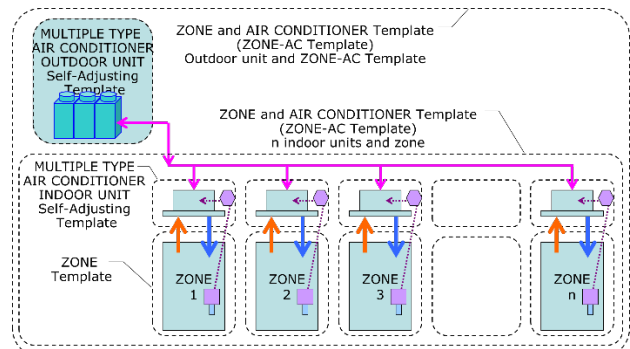 MULTIPLE TYPE
AIR CONDITIONER
OUTDOOR UNIT
Self-Adjusting
Template
ZONE and AIR CONDITIONER Template
(ZONE-AC Template)
Outdoor unit and ZONE-AC Template
ZONE and AIR CONDITIONER Template
(ZONE-AC Template)
n indoor units and zone
MULTIPLE TYPE
AIR CONDITIONER
INDOOR UNIT
Self-Adjusting
Template
ZONE
Template
ZONE
1
ZONE
2
ZONE
3
ZONE
n